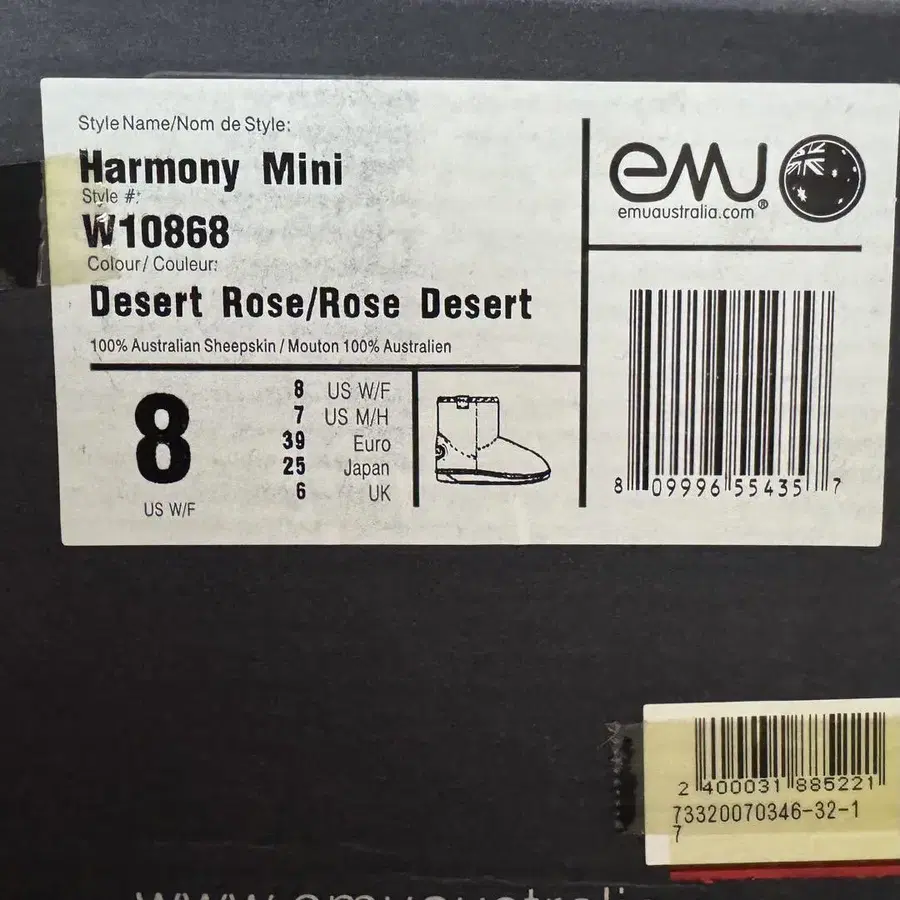 Style Name/Nom de Style:
Harmony Mini
Style #:
W10868
Colour/Couleur:
Desert Rose/Rose Desert
100% Australian Sheepskin / Mouton 100% Australien
8
US W/F
8 US W/F
7 US M/H
39 Euro
25 Japan
6 UK
emu®
emuaustralia.com
8 09996 55435 7
2 400031 885221
73320070346-32-1
7